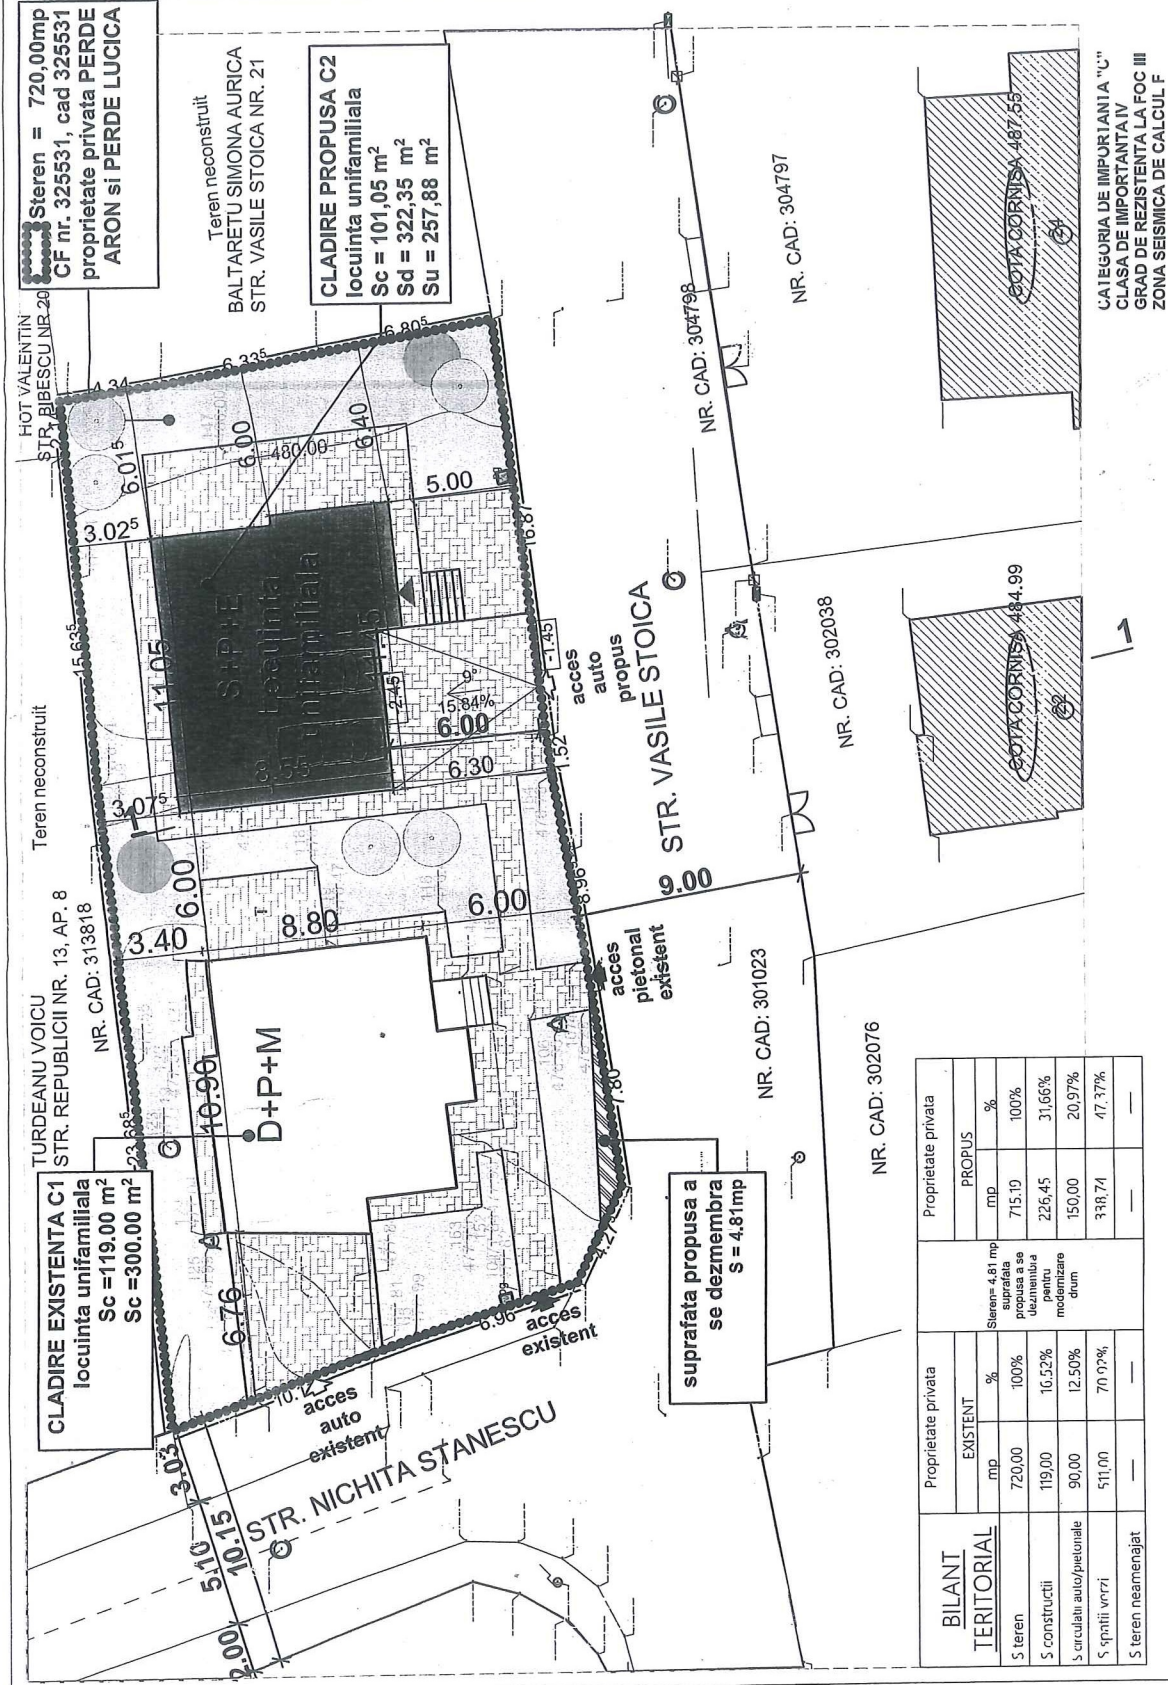 Steren = 720,00mp
CF nr. 325531, cad 325531
proprietate privata PERDE
ARON si PERDE LUCICA
HOT VALENTIN
STR. BIBESCU NR.20
Teren neconstruit
BALTARETU SIMONA AURICA
STR. VASILE STOICA NR. 21
CLADIRE PROPUSA C2
locuinta unifamiliala
Sc = 101,05 m²
Sd = 322,35 m²
Su = 257,88 m²
Teren neconstruit
TURDEANU VOICU
STR. REPUBLICII NR. 13, AP. 8
NR. CAD: 313818
CLADIRE EXISTENTA C1
locuinta unifamiliala
Sc =119.00 m²
Sc =300.00 m²
D+P+M
S+P+E
locuinta
unifamiliala
4.34
6.33⁵
6.80⁵
6.01⁵
6.00
6.40
480.00
3.02⁵
5.00
15.63⁵
11.05
16.87
2.45
-1.45
9°
15.84%
6.00
6.30
1.52
3.07⁵
8.55
6.00
3.40
8.80
6.00
8.96⁵
9.00
23.68⁵
10.90
6.76
7.80
4.27
6.96
3.03
5.10
10.15
2.00
acces
auto
propus
STR. VASILE STOICA
acces
pietonal
existent
acces
existent
acces
auto
existent
STR. NICHITA STANESCU
suprafata propusa a
se dezmembra
s = 4.81mp
NR. CAD: 304797
NR. CAD: 304798
NR. CAD: 302038
NR. CAD: 301023
NR. CAD: 302076
COTA CORNISA 487.55
COTA CORNISA 484.99
CATEGORIA DE IMPORTANTA "C"
CLASA DE IMPORTANTA IV
GRAD DE REZISTENTA LA FOC III
ZONA SEISMICA DE CALCUL F
BILANT
TERITORIAL
Proprietate privata
EXISTENT
mp %
Steren= 4,81 mp
suprafata
propusa a se
dezmembra
pentru
modernizare
drum
Proprietate privata
PROPUS
mp %
S teren 720,00 100% 715.19 100%
S constructii 119,00 16,52% 226,45 31,66%
S circulatii auto/pietonale 90,00 12.50% 150,00 20,97%
S spatii verzi 511,00 70.97% 338,74 47.37%
S teren neamenajat — — — —